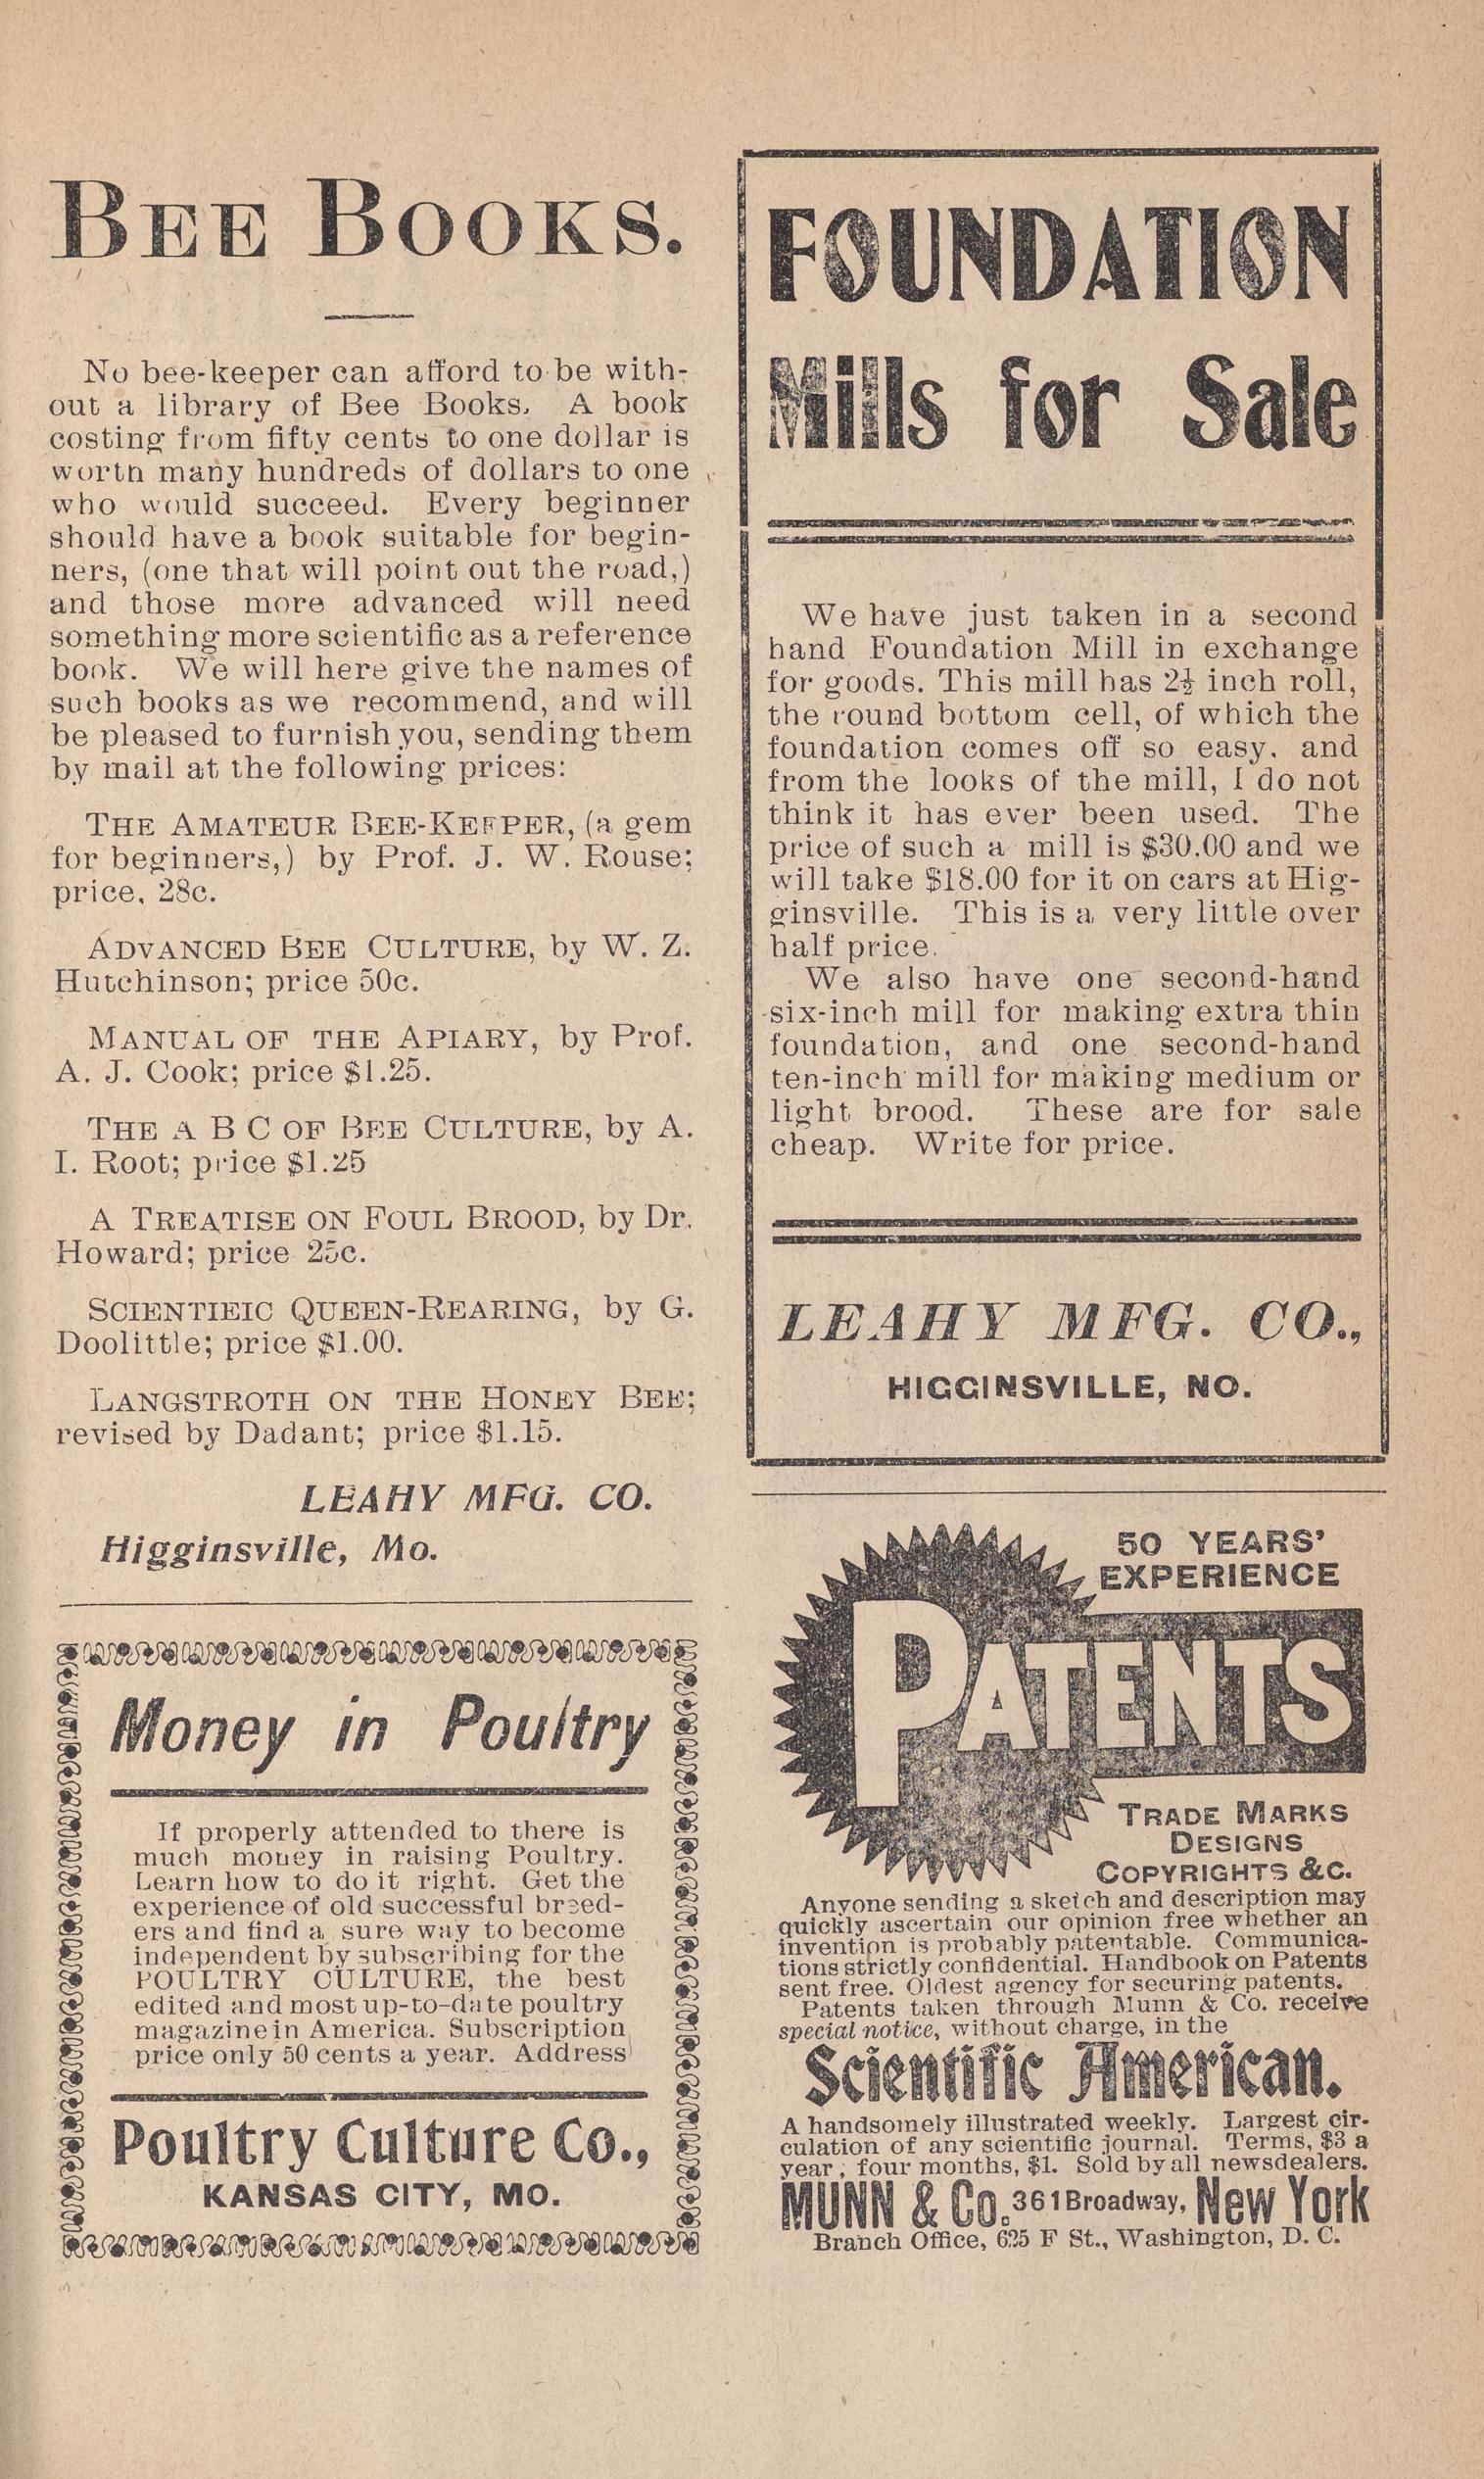 BEE BOOKS.
No bee-keeper can afford to be with-
out a library of Bee Books. A book
costing from fifty cents to one dollar is
worth many hundreds of dollars to one
who would succeed. Every beginner
should have a book suitable for begin-
ners, (one that will point out the road,)
and those more advanced will need
something more scientific as a reference
book. We will here give the names of
such books as we recommend, and will
be pleased to furnish you, sending them
by mail at the following prices:
THE AMATEUR BEE-KEEPER, (a gem
for beginners,) by Prof. J. W. Rouse;
price, 28c.
ADVANCED BEE CULTURE, by W. Z.
Hutchinson; price 50c.
MANUAL OF THE APIARY, by Prof.
A. J. Cook; price $1.25.
THE A B C OF BEE CULTURE, by A.
I. Root; price $1.25
A TREATISE ON FOUL BROOD, by Dr.
Howard; price 25c.
SCIENTIEIC QUEEN-REARING, by G.
Doolittle; price $1.00.
LANGSTROTH ON THE HONEY BEE;
revised by Dadant; price $1.15.
LEAHY MFG. CO.
Higginsville, Mo.
Money in Poultry
If properly attended to there is
much money in raising Poultry.
Learn how to do it right. Get the
experience of old successful breed-
ers and find a sure way to become
independent by subscribing for the
POULTRY CULTURE, the best
edited and most up-to-date poultry
magazine in America. Subscription
price only 50 cents a year. Address
Poultry Culture Co.,
KANSAS CITY, MO.
FOUNDATION
Mills for Sale
We have just taken in a second
hand Foundation Mill in exchange
for goods. This mill has 2½ inch roll,
the round bottom cell, of which the
foundation comes off so easy. and
from the looks of the mill, I do not
think it has ever been used. The
price of such a mill is $30.00 and we
will take $18.00 for it on cars at Hig-
ginsville. This is a very little over
half price.
We also have one second-hand
six-inch mill for making extra thin
foundation, and one second-hand
ten-inch mill for making medium or
light brood. These are for sale
cheap. Write for price.
LEAHY MFG. CO.,
HIGGINSVILLE, NO.
50 YEARS'
EXPERIENCE
PATENTS
TRADE MARKS
DESIGNS
COPYRIGHTS &C.
Anyone sending a sketch and description may
quickly ascertain our opinion free whether an
invention is probably patentable. Communica-
tions strictly confidential. Handbook on Patents
sent free. Oldest agency for securing patents.
Patents taken through Munn & Co. receive
special notice, without charge, in the
Scientific American.
A handsomely illustrated weekly. Largest cir-
culation of any scientific journal. Terms, $3 a
year; four months, $1. Sold by all newsdealers.
MUNN & Co. 361 Broadway, New York
Branch Office, 625 F St., Washington, D. C.